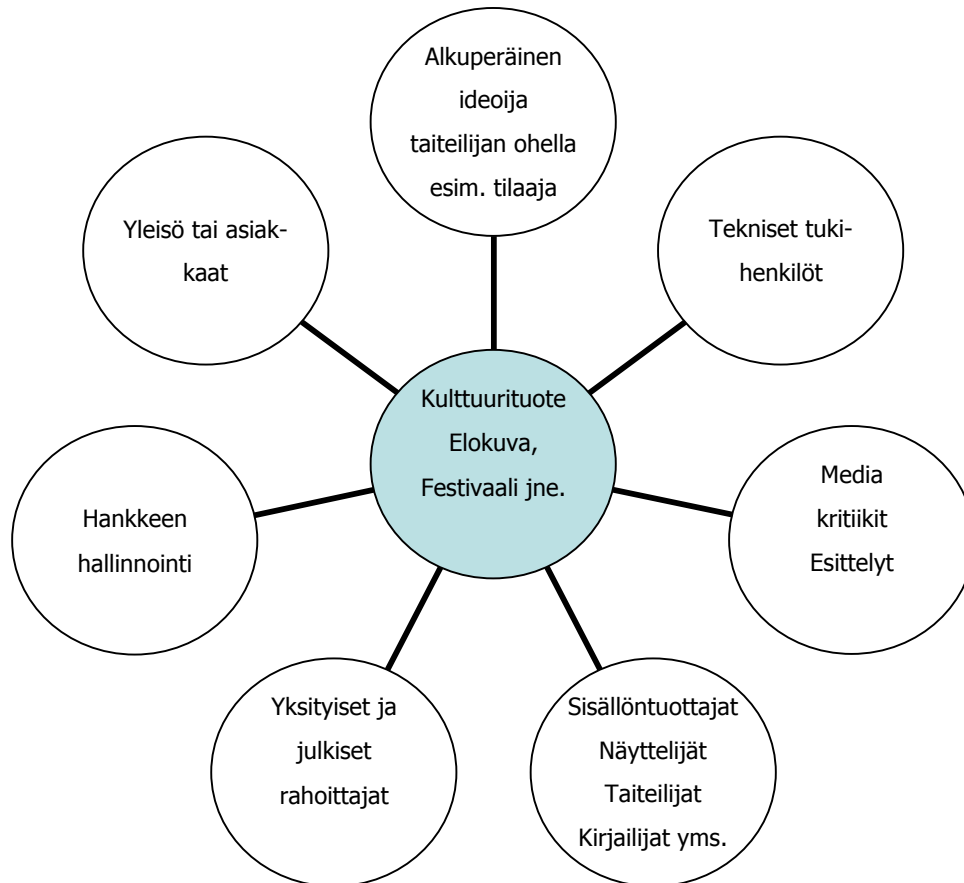 Alkuperäinen
ideoija
taiteilijan ohella
esim. tilaaja
Yleisö tai asiak-
kaat
Tekniset tuki-
henkilöt
Kulttuurituote
Elokuva,
Festivaali jne.
Hankkeen
hallinnointi
Media
kritiikit
Esittelyt
Yksityiset ja
julkiset
rahoittajat
Sisällöntuottajat
Näyttelijät
Taiteilijat
Kirjailijat yms.